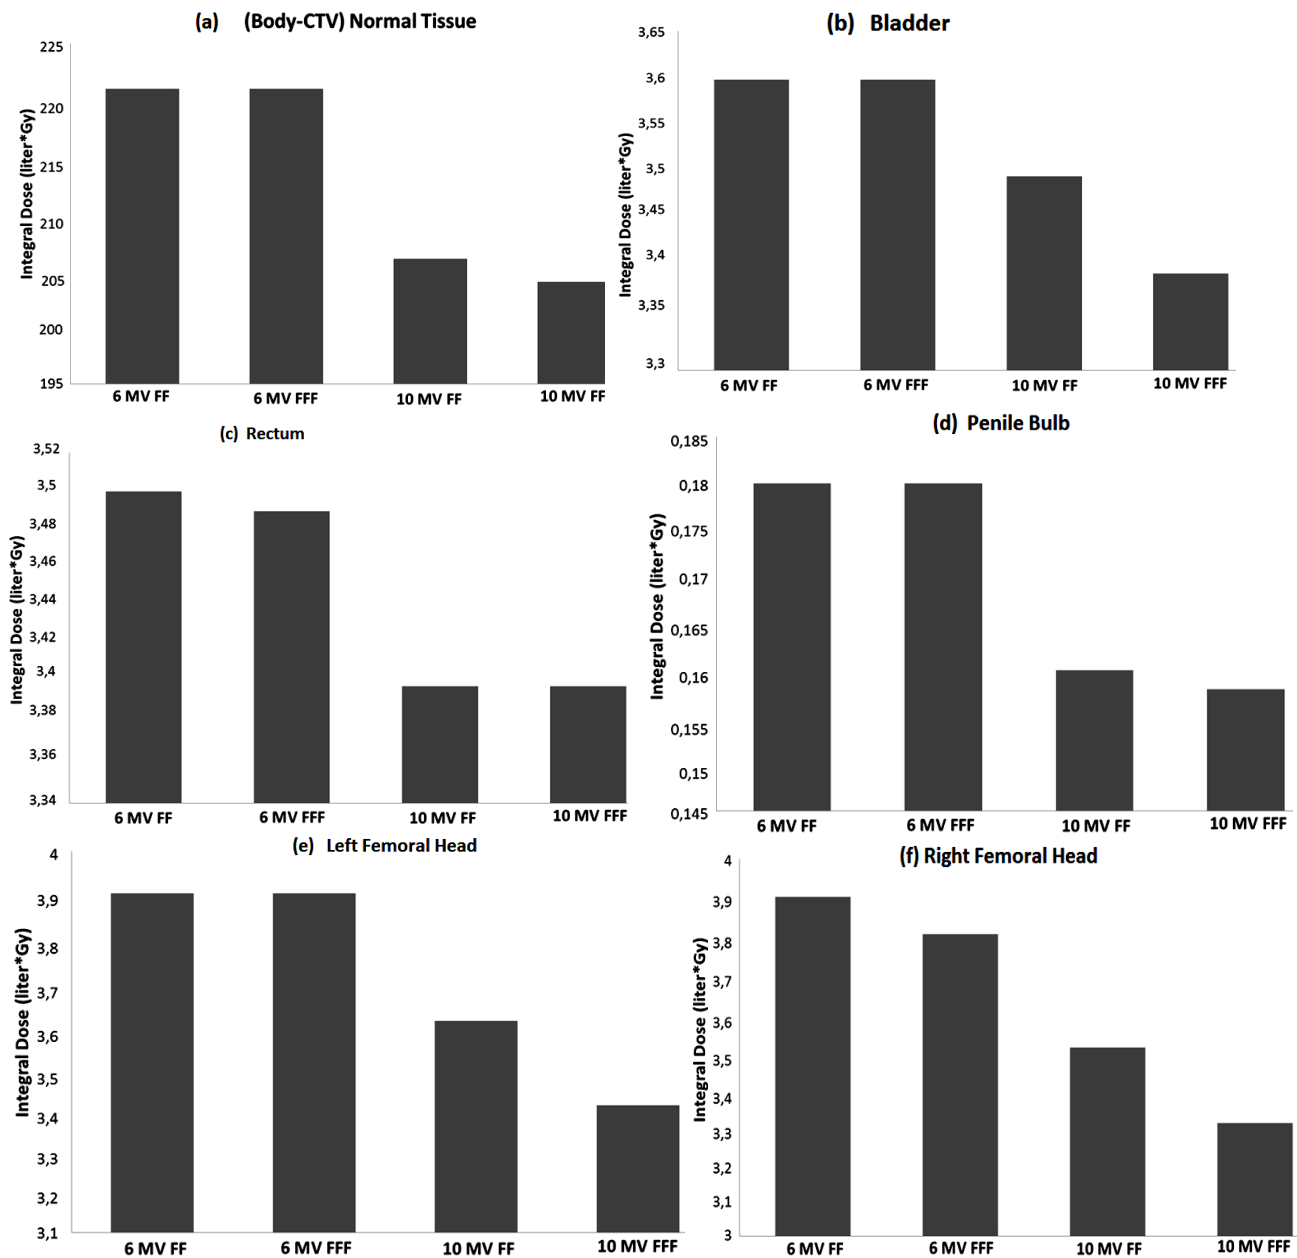 (a) (Body-CTV) Normal Tissue
225
220
215
210
205
200
195
Integral Dose (liter*Gy)
6 MV FF
6 MV FFF
10 MV FF
10 MV FF
(b) Bladder
3,65
3,6
3,55
3,5
3,45
3,4
3,35
3,3
Integral Dose (liter*Gy)
6 MV FF
6 MV FFF
10 MV FF
10 MV FFF
(c) Rectum
3,52
3,5
3,48
3,46
3,44
3,42
3,4
3,38
3,36
3,34
Integral Dose (liter*Gy)
6 MV FF
6 MV FFF
10 MV FF
10 MV FFF
(d) Penile Bulb
0,185
0,18
0,175
0,17
0,165
0,16
0,155
0,15
0,145
Integral Dose (liter*Gy)
6 MV FF
6 MV FFF
10 MV FF
10 MV FFF
(e) Left Femoral Head
4
3,9
3,8
3,7
3,6
3,5
3,4
3,3
3,2
3,1
Integral Dose (liter*Gy)
6 MV FF
6 MV FFF
10 MV FF
10 MV FFF
(f) Right Femoral Head
4
3,9
3,8
3,7
3,6
3,5
3,4
3,3
3,2
3,1
3
Integral Dose (liter*Gy)
6 MV FF
6 MV FFF
10 MV FF
10 MV FFF